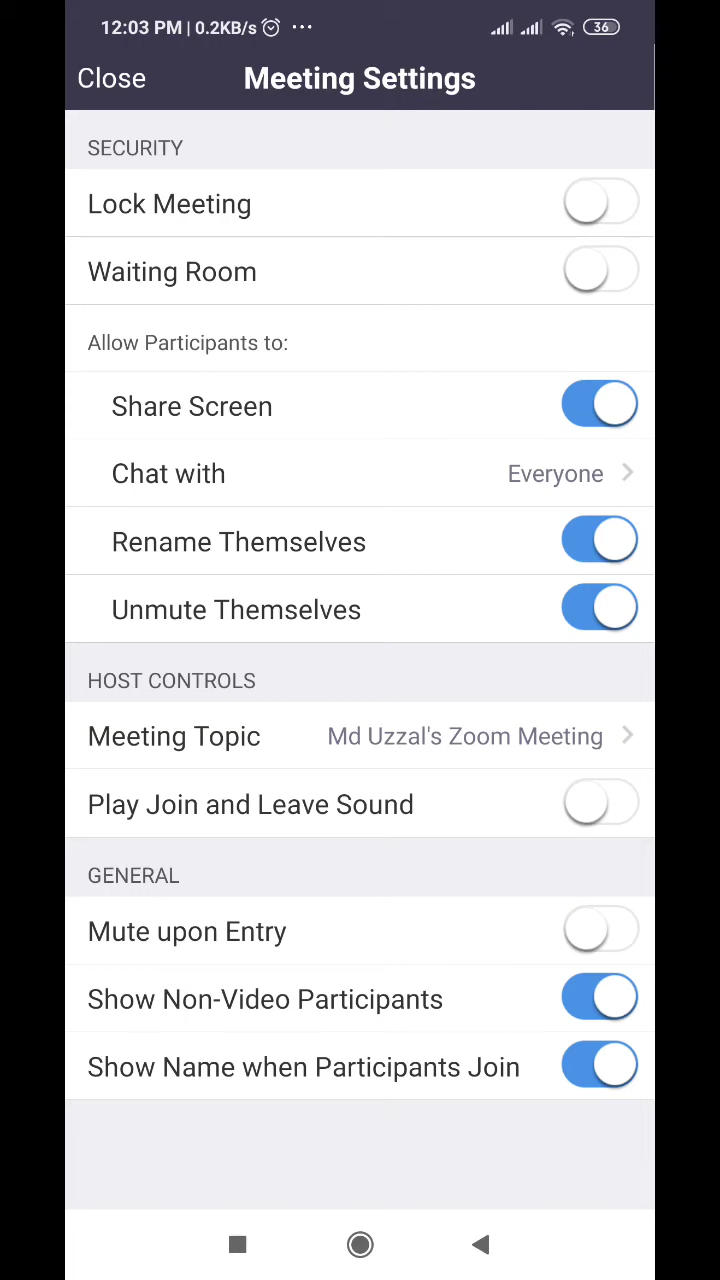 12:03 PM | 0.2KB/s ... 36
Close Meeting Settings
SECURITY
Lock Meeting
Waiting Room
Allow Participants to:
Share Screen
Chat with Everyone
Rename Themselves
Unmute Themselves
HOST CONTROLS
Meeting Topic Md Uzzal's Zoom Meeting
Play Join and Leave Sound
GENERAL
Mute upon Entry
Show Non-Video Participants
Show Name when Participants Join